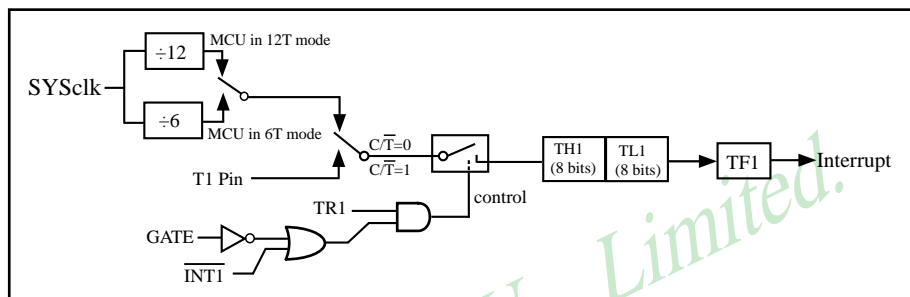 ÷12
MCU in 12T mode
SYSclk
÷6
MCU in 6T mode
C/T̅=0
C/T̅=1
T1 Pin
TH1
(8 bits)
TL1
(8 bits)
TF1
Interrupt
control
TR1
GATE
I̅N̅T̅1̅
Limited.